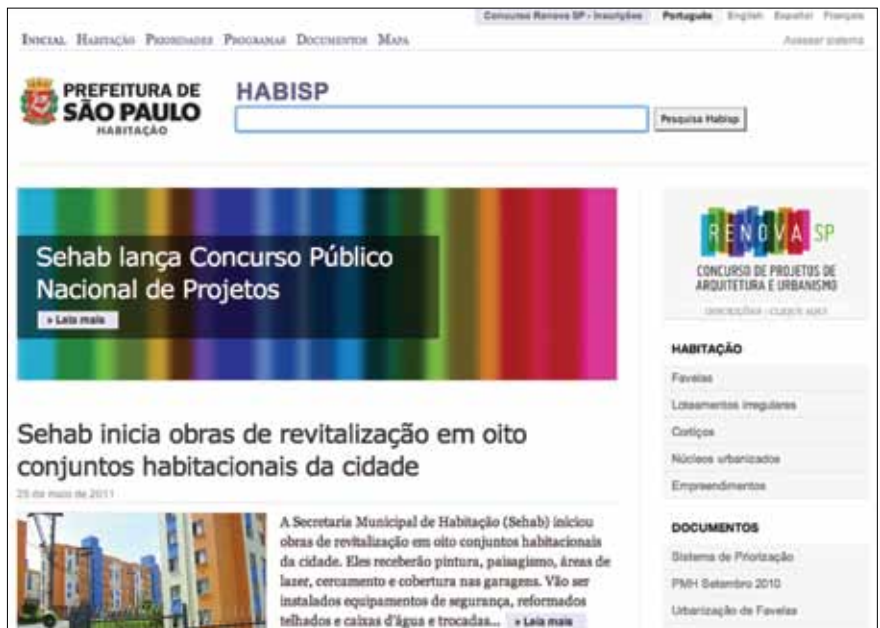 Concurso Renova SP - Inscrições Português English Español Français
Inicial Habitação Prioridades Programas Documentos Mapa
Acessar sistema
PREFEITURA DE
SÃO PAULO
HABITAÇÃO
HABISP
Pesquisa Habisp
Sehab lança Concurso Público
Nacional de Projetos
» Leia mais
RENOVA SP
CONCURSO DE PROJETOS DE
ARQUITETURA E URBANISMO
INSCRIÇÕES - CLIQUE AQUI
Sehab inicia obras de revitalização em oito
conjuntos habitacionais da cidade
25 de maio de 2011
A Secretaria Municipal de Habitação (Sehab) iniciou
obras de revitalização em oito conjuntos habitacionais
da cidade. Eles receberão pintura, paisagismo, áreas de
lazer, cercamento e cobertura nas garagens. Vão ser
instalados equipamentos de segurança, reformados
telhados e caixas d'água e trocadas... » Leia mais
HABITAÇÃO
Favelas
Loteamentos irregulares
Cortiços
Núcleos urbanizados
Empreendimentos
DOCUMENTOS
Sistema de Priorização
PMH Setembro 2010
Urbanização de Favelas